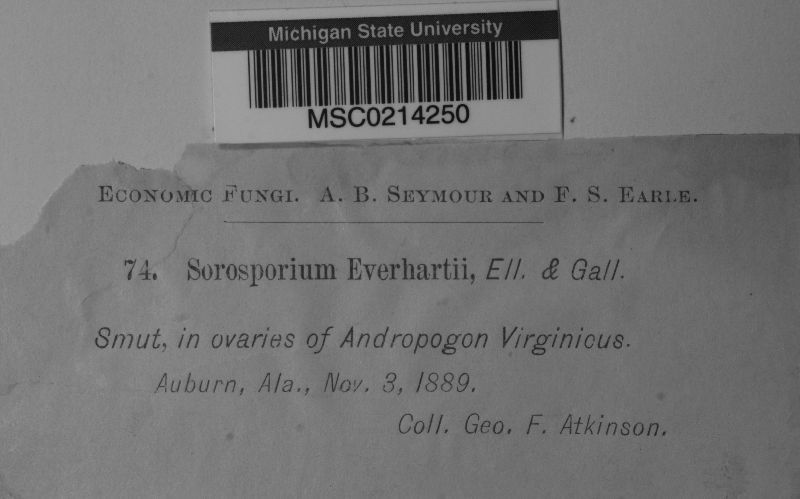 Michigan State University
MSC0214250
Economic Fungi. A. B. Seymour and F. S. Earle.
74. Sorosporium Everhartii, Ell. & Gall.
Smut, in ovaries of Andropogon Virginicus.
Auburn, Ala., Nov. 3, 1889.
Coll. Geo. F. Atkinson.